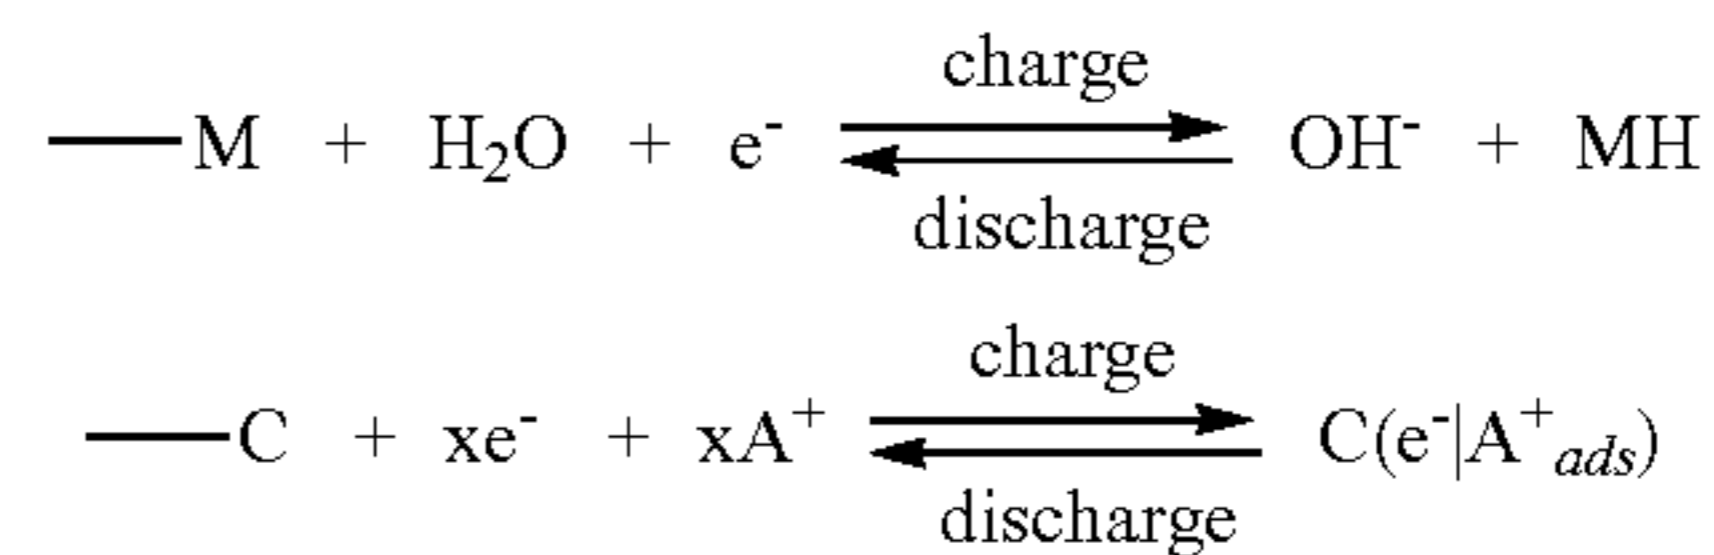 charge
—M + H₂O + e⁻ ⇌ OH⁻ + MH
discharge
charge
—C + xe⁻ + xA⁺ ⇌ C(e⁻|A⁺ₐdₛ)
discharge